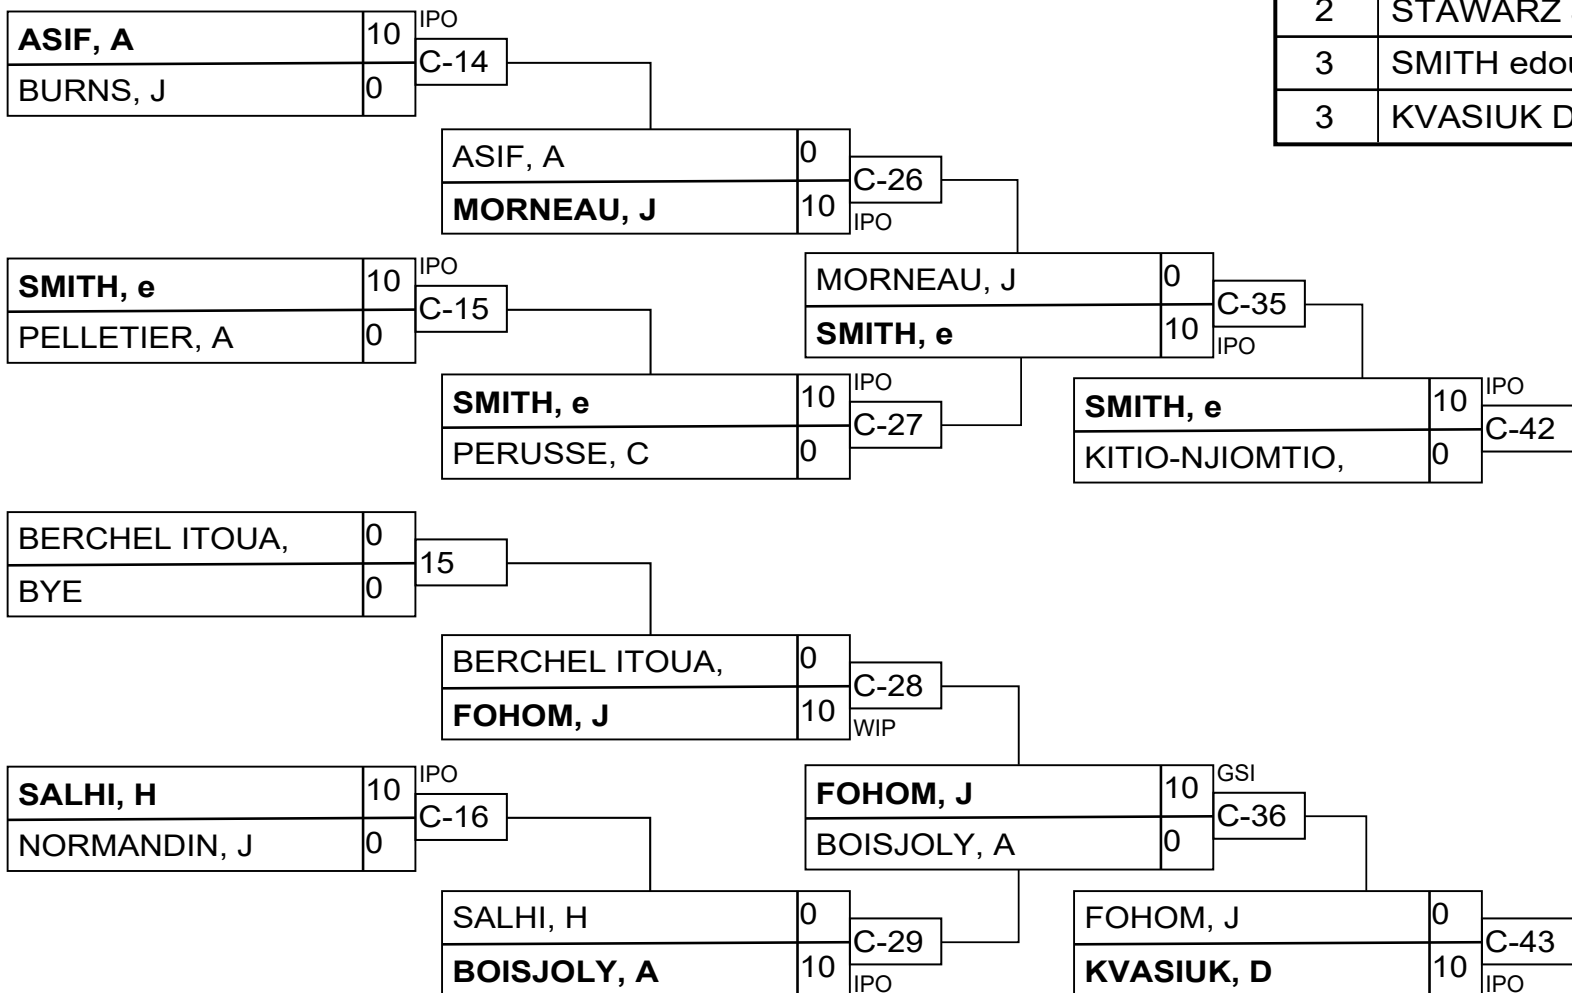 2 STAWARZ
3 SMITH edou
3 KVASIUK D
ASIF, A 10 IPO
C-14
BURNS, J 0
ASIF, A 0
C-26
MORNEAU, J 10 IPO
SMITH, e 10 IPO
C-15
PELLETIER, A 0
MORNEAU, J 0
C-35
SMITH, e 10 IPO
SMITH, e 10 IPO
C-27
PERUSSE, C 0
SMITH, e 10 IPO
C-42
KITIO-NJIOMTIO, 0
BERCHEL ITOUA, 0
15
BYE 0
BERCHEL ITOUA, 0
C-28
FOHOM, J 10 WIP
SALHI, H 10 IPO
C-16
NORMANDIN, J 0
FOHOM, J 10 GSI
C-36
BOISJOLY, A 0
SALHI, H 0
C-29
BOISJOLY, A 10 IPO
FOHOM, J 0
C-43
KVASIUK, D 10 IPO